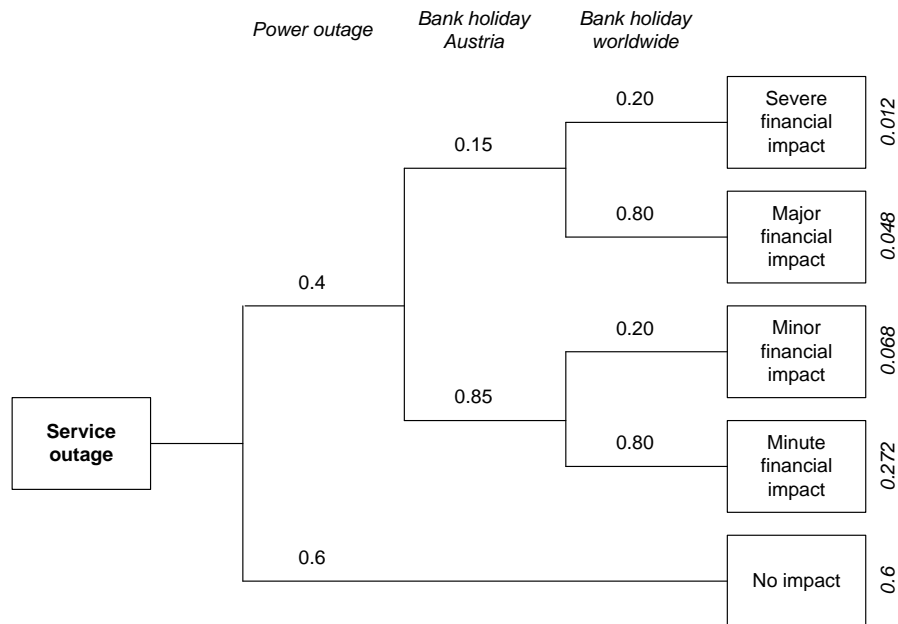 Power outage
Bank holiday
Austria
Bank holiday
worldwide
0.20
Severe
financial
impact
0.012
0.15
0.80
Major
financial
impact
0.048
0.4
0.20
Minor
financial
impact
0.068
0.85
Service
outage
0.80
Minute
financial
impact
0.272
0.6
No impact
0.6